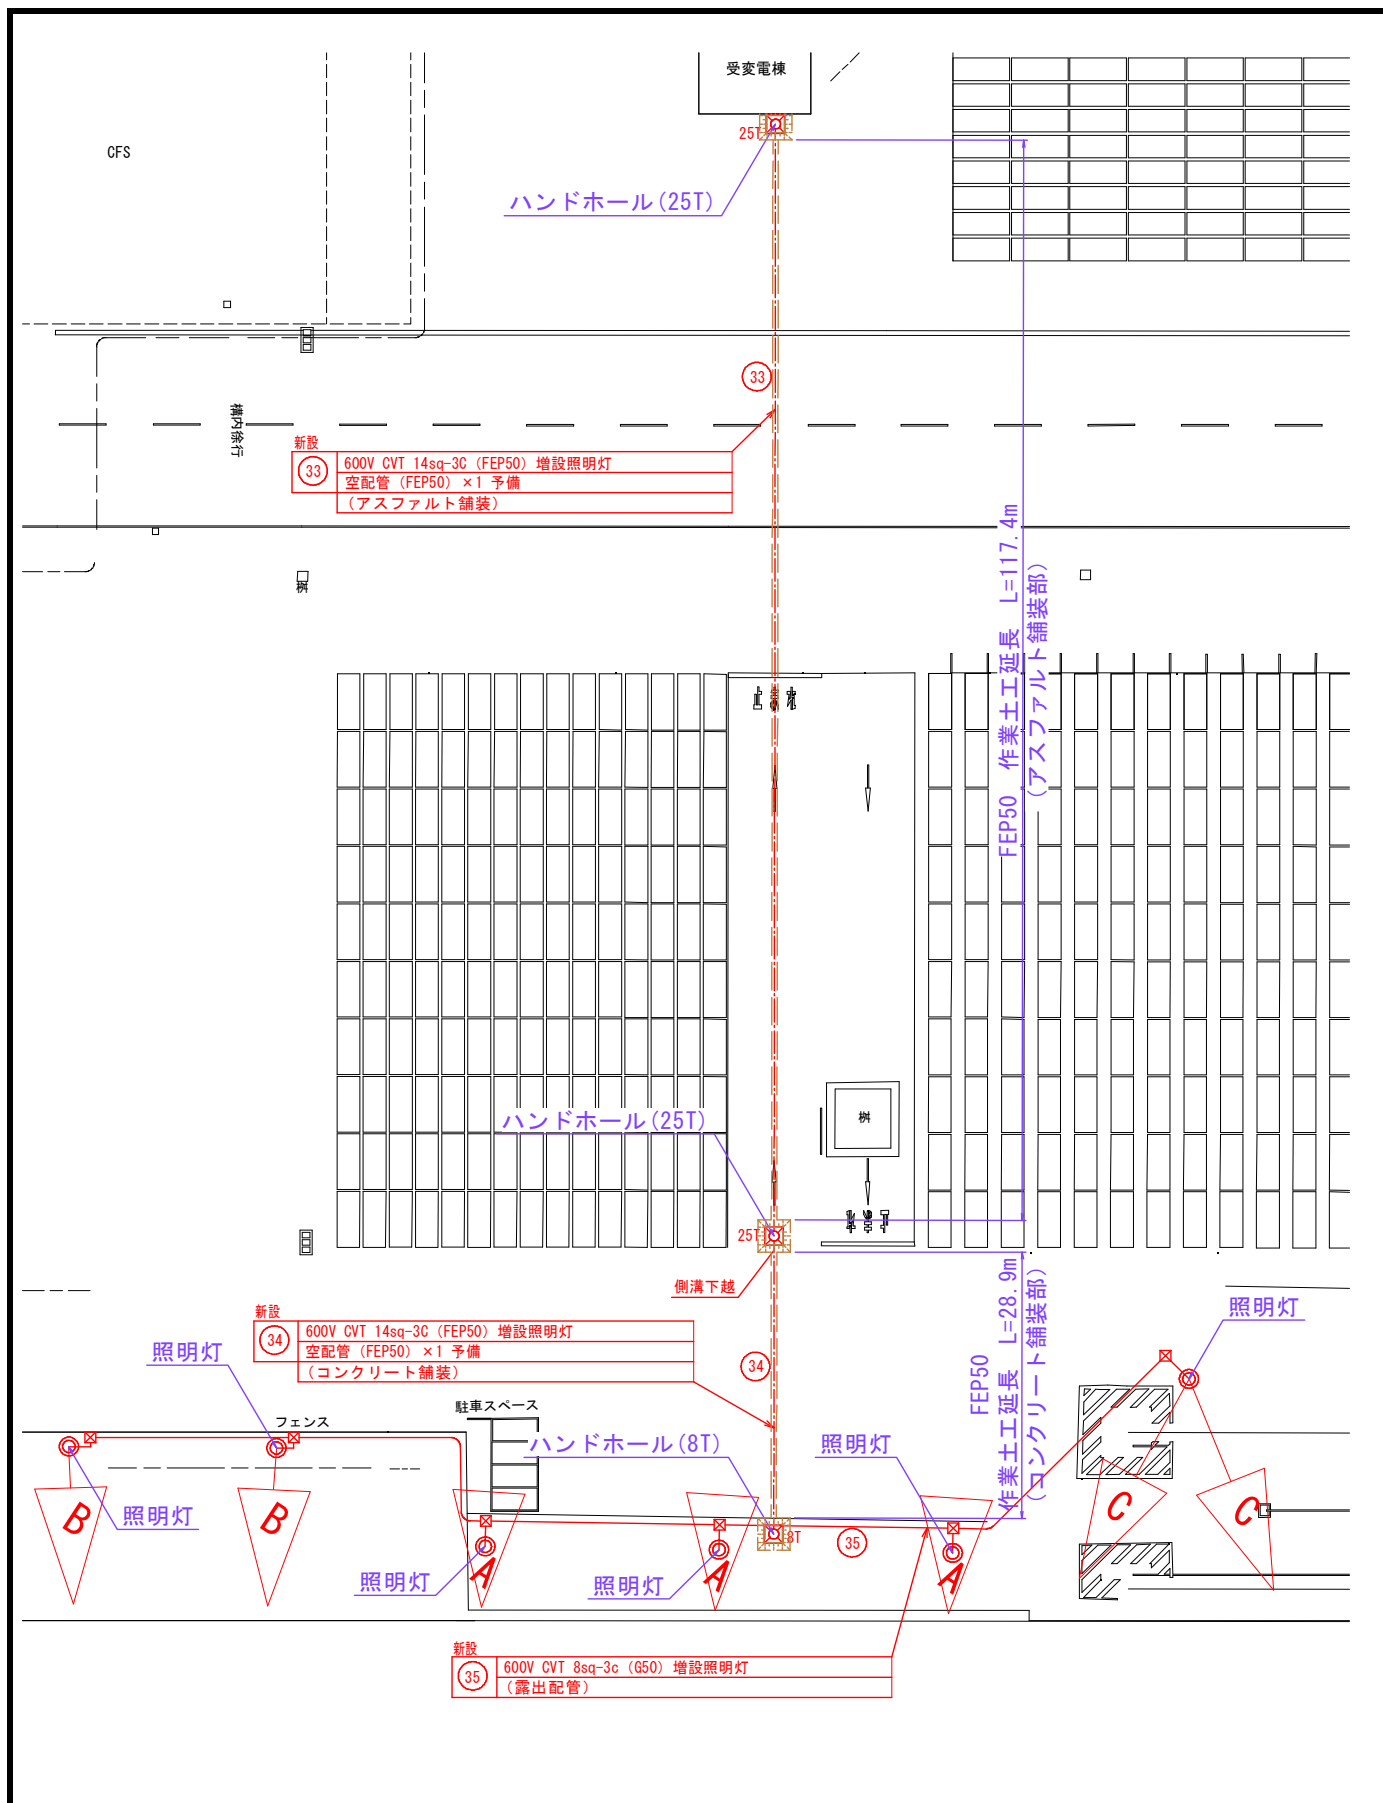 受変電棟
25T
CFS
ハンドホール(25T)
33
構内徐行
新設
33
600V CVT 14sq-3C (FEP50) 増設照明灯
空配管 (FEP50) ×1 予備
(アスファルト舗装)
FEP50 作業土工延長 L=117.4m
(アスファルト舗装部)
桝
桝
ハンドホール(25T)
25T
側溝下越
新設
34
600V CVT 14sq-3C (FEP50) 増設照明灯
空配管 (FEP50) ×1 予備
(コンクリート舗装)
34
FEP50
作業土工延長 L=28.9m
(コンクリート舗装部)
照明灯
照明灯
駐車スペース
フェンス
ハンドホール(8T)
照明灯
照明灯
B
B
A
A
A
C
C
8T
35
照明灯
照明灯
新設
35
600V CVT 8sq-3c (G50) 増設照明灯
(露出配管)